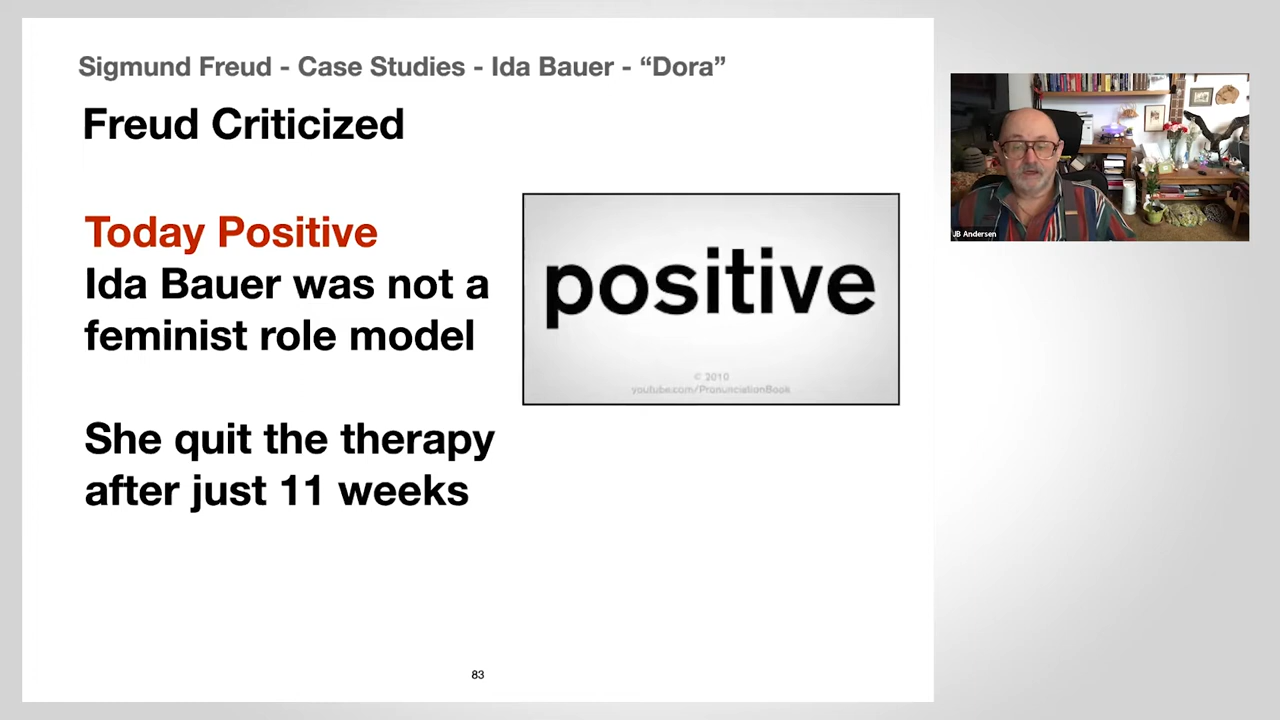 Sigmund Freud - Case Studies - Ida Bauer - “Dora”
Freud Criticized
Today Positive
Ida Bauer was not a
feminist role model
She quit the therapy
after just 11 weeks
positive
© 2010
youtube.com/PronunciationBook
83
JB Andersen